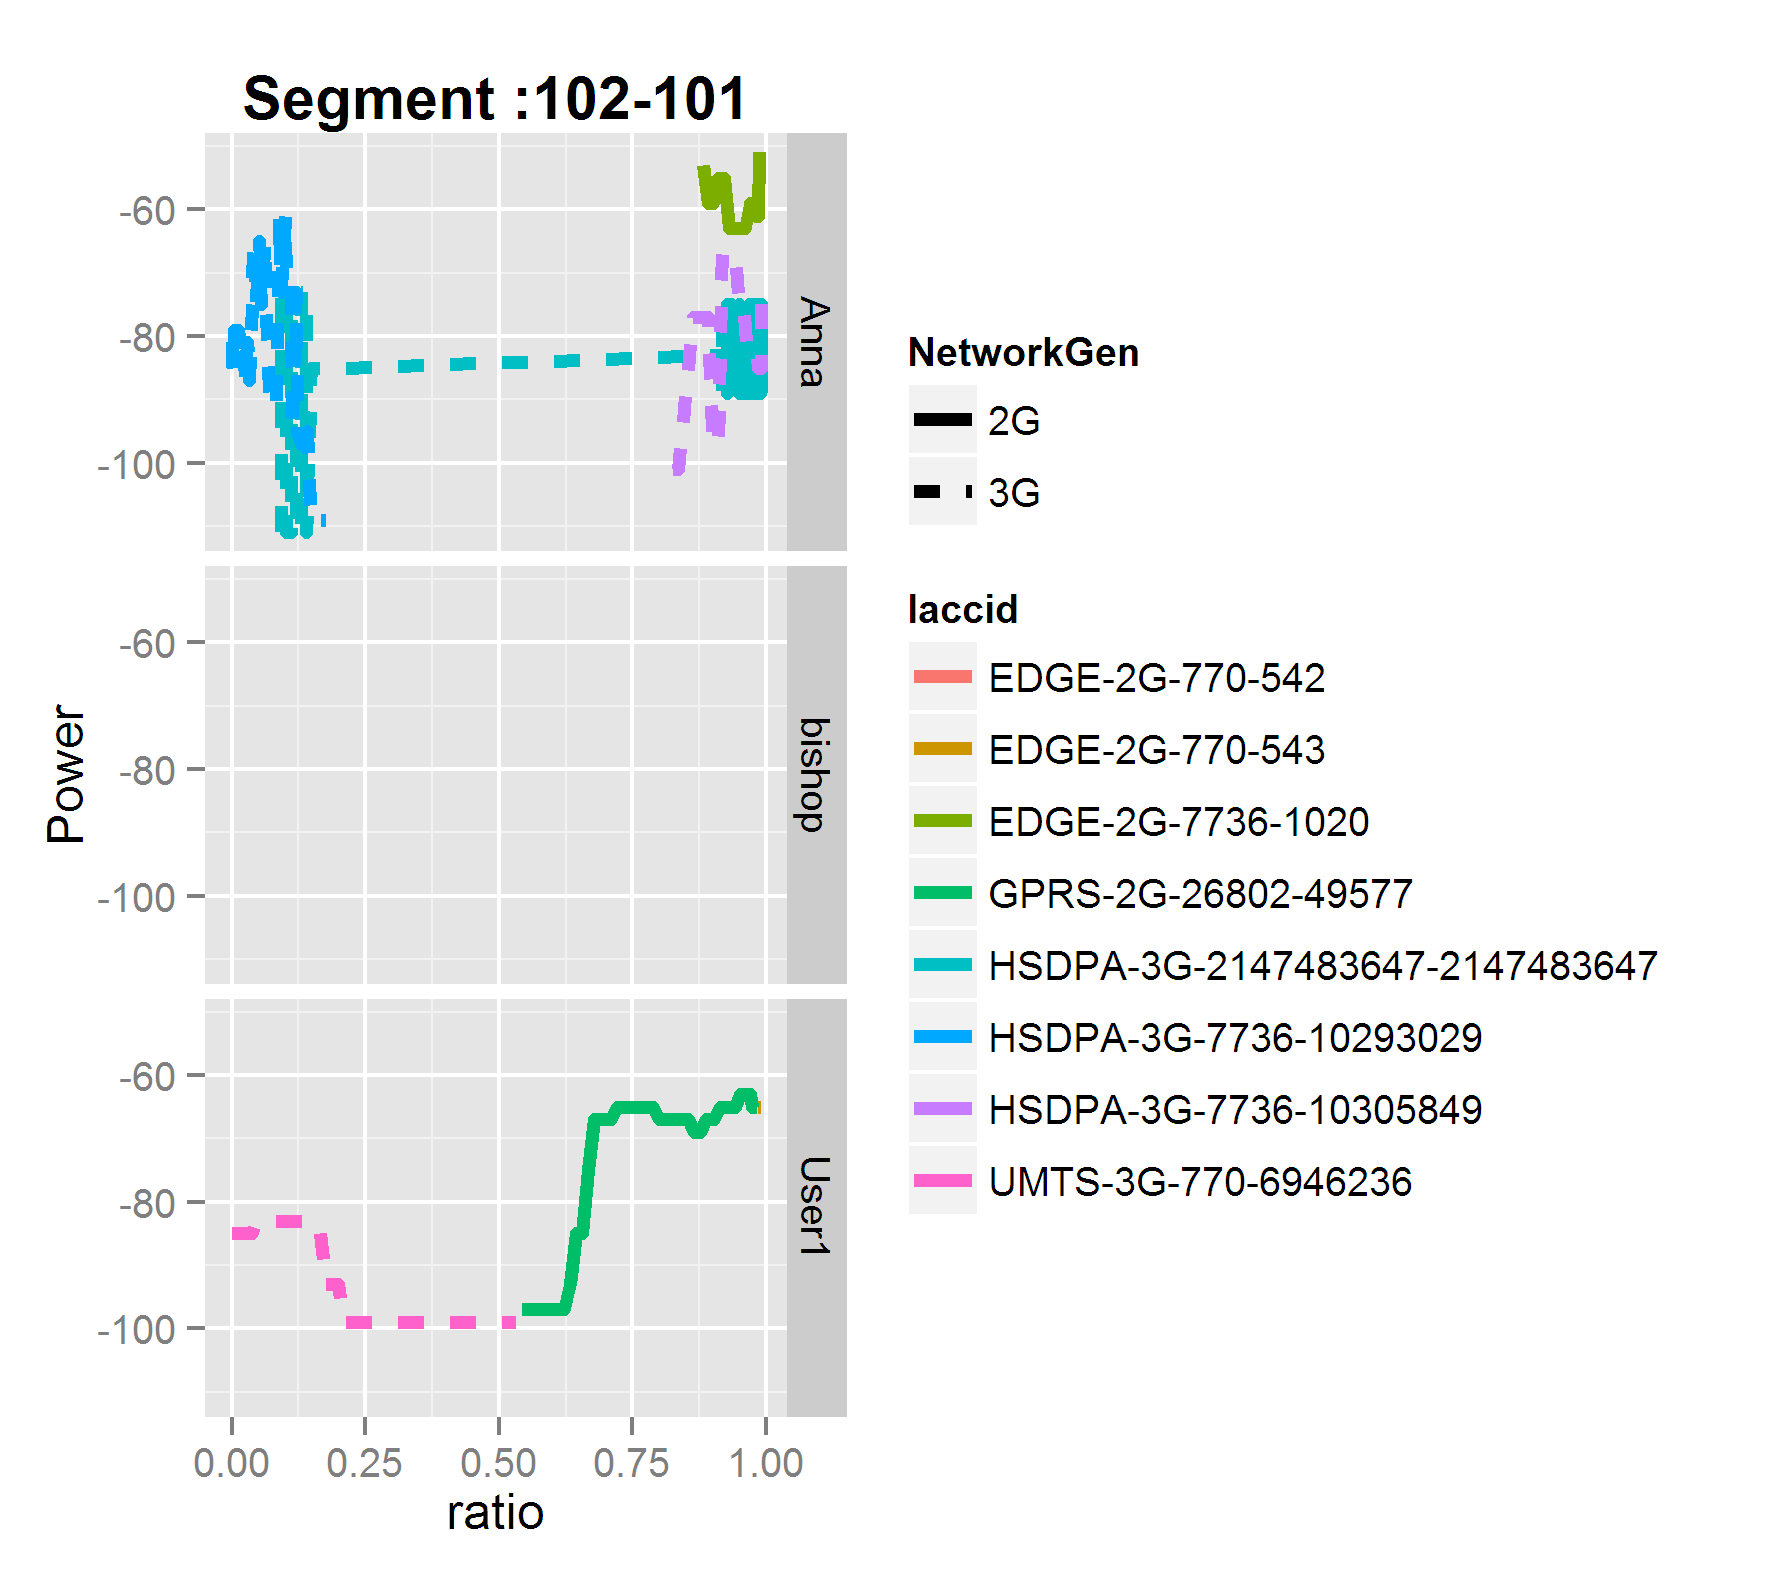 Segment :102-101
-60
-80
-100
Anna
-60
-80
-100
bishop
-60
-80
-100
User1
Power
0.00 0.25 0.50 0.75 1.00
ratio
NetworkGen
2G
3G
laccid
EDGE-2G-770-542
EDGE-2G-770-543
EDGE-2G-7736-1020
GPRS-2G-26802-49577
HSDPA-3G-2147483647-2147483647
HSDPA-3G-7736-10293029
HSDPA-3G-7736-10305849
UMTS-3G-770-6946236